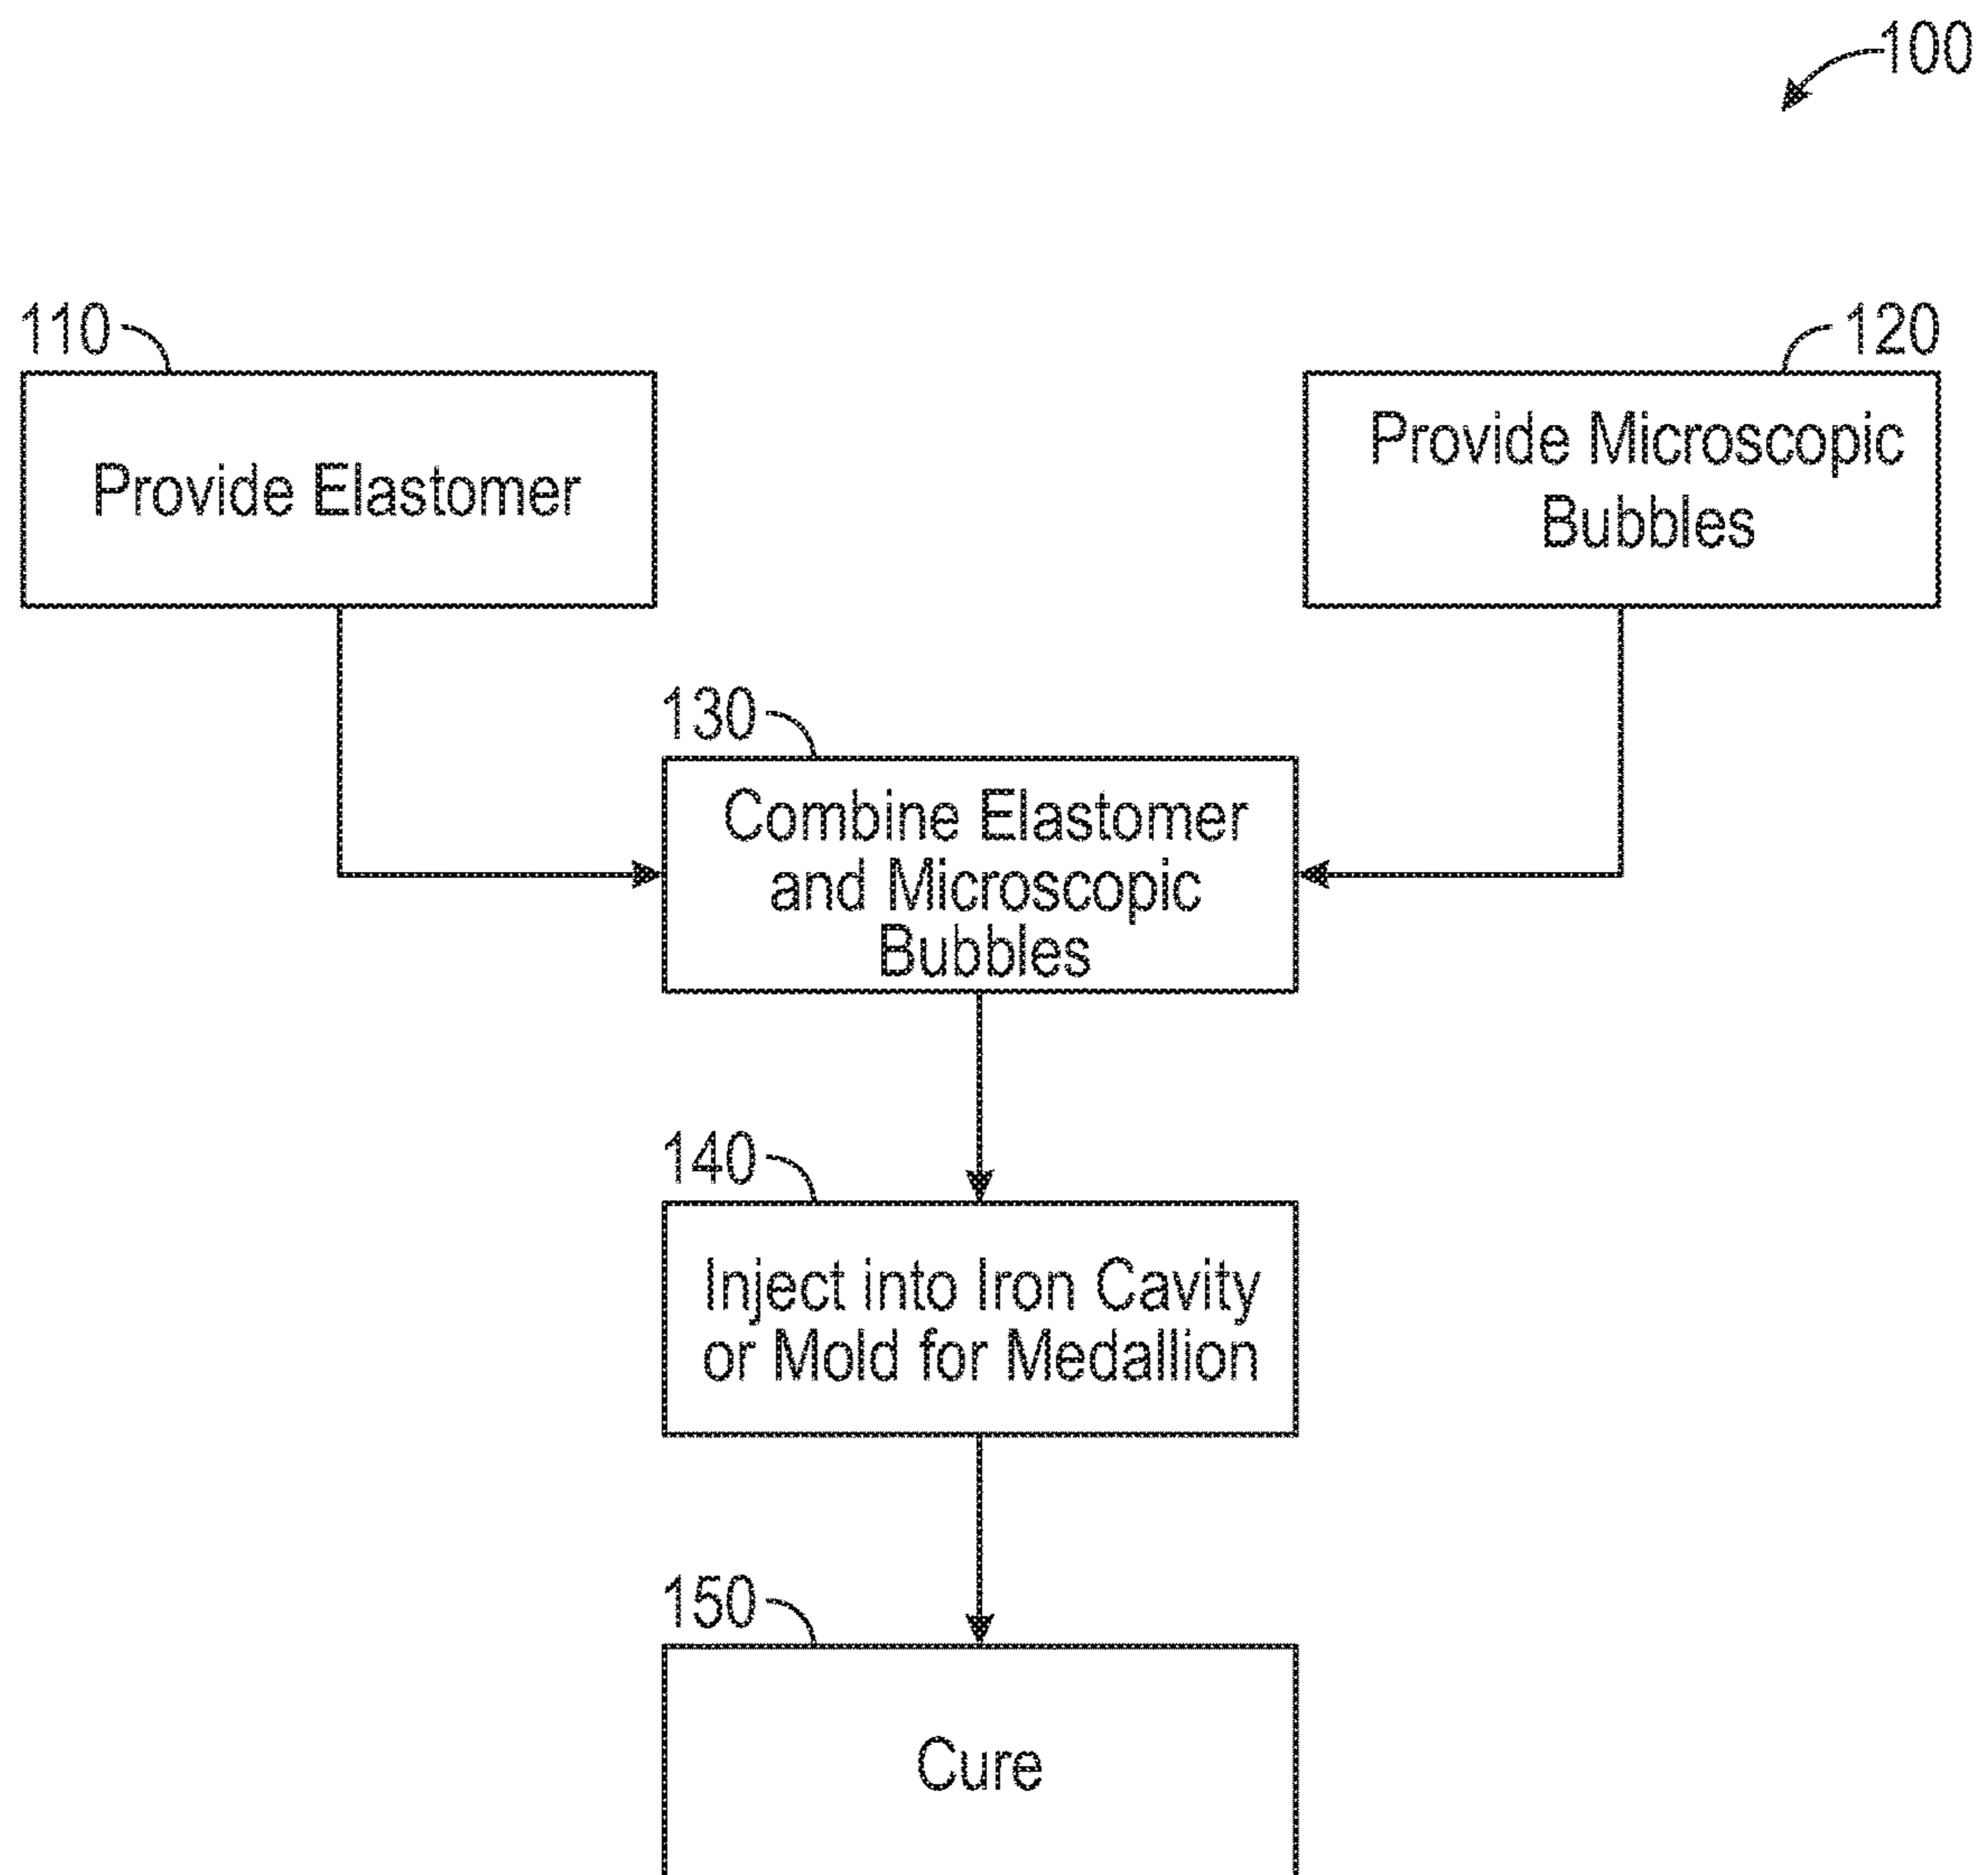 100
110
120
Provide Elastomer
Provide Microscopic
Bubbles
130
Combine Elastomer
and Microscopic
Bubbles
140
Inject into Iron Cavity
or Mold for Medallion
150
Cure